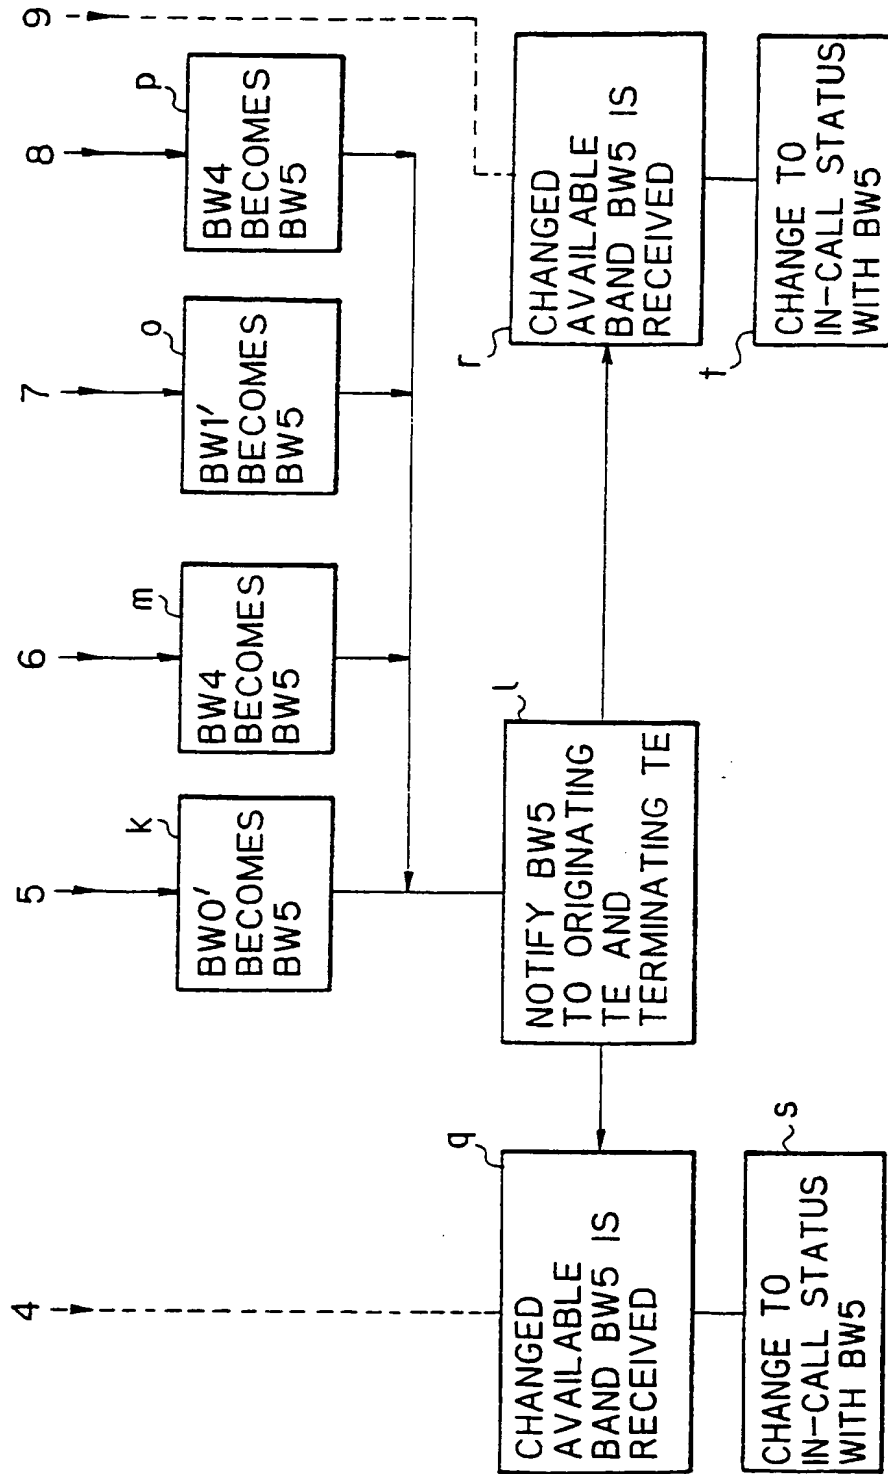 4
5
6
7
8
9
k
BW0'
BECOMES
BW5
m
BW4
BECOMES
BW5
o
BW1'
BECOMES
BW5
p
BW4
BECOMES
BW5
q
CHANGED
AVAILABLE
BAND BW5 IS
RECEIVED
l
NOTIFY BW5
TO ORIGINATING
TE AND
TERMINATING TE
r
CHANGED
AVAILABLE
BAND BW5 IS
RECEIVED
s
CHANGE TO
IN-CALL STATUS
WITH BW5
t
CHANGE TO
IN-CALL STATUS
WITH BW5